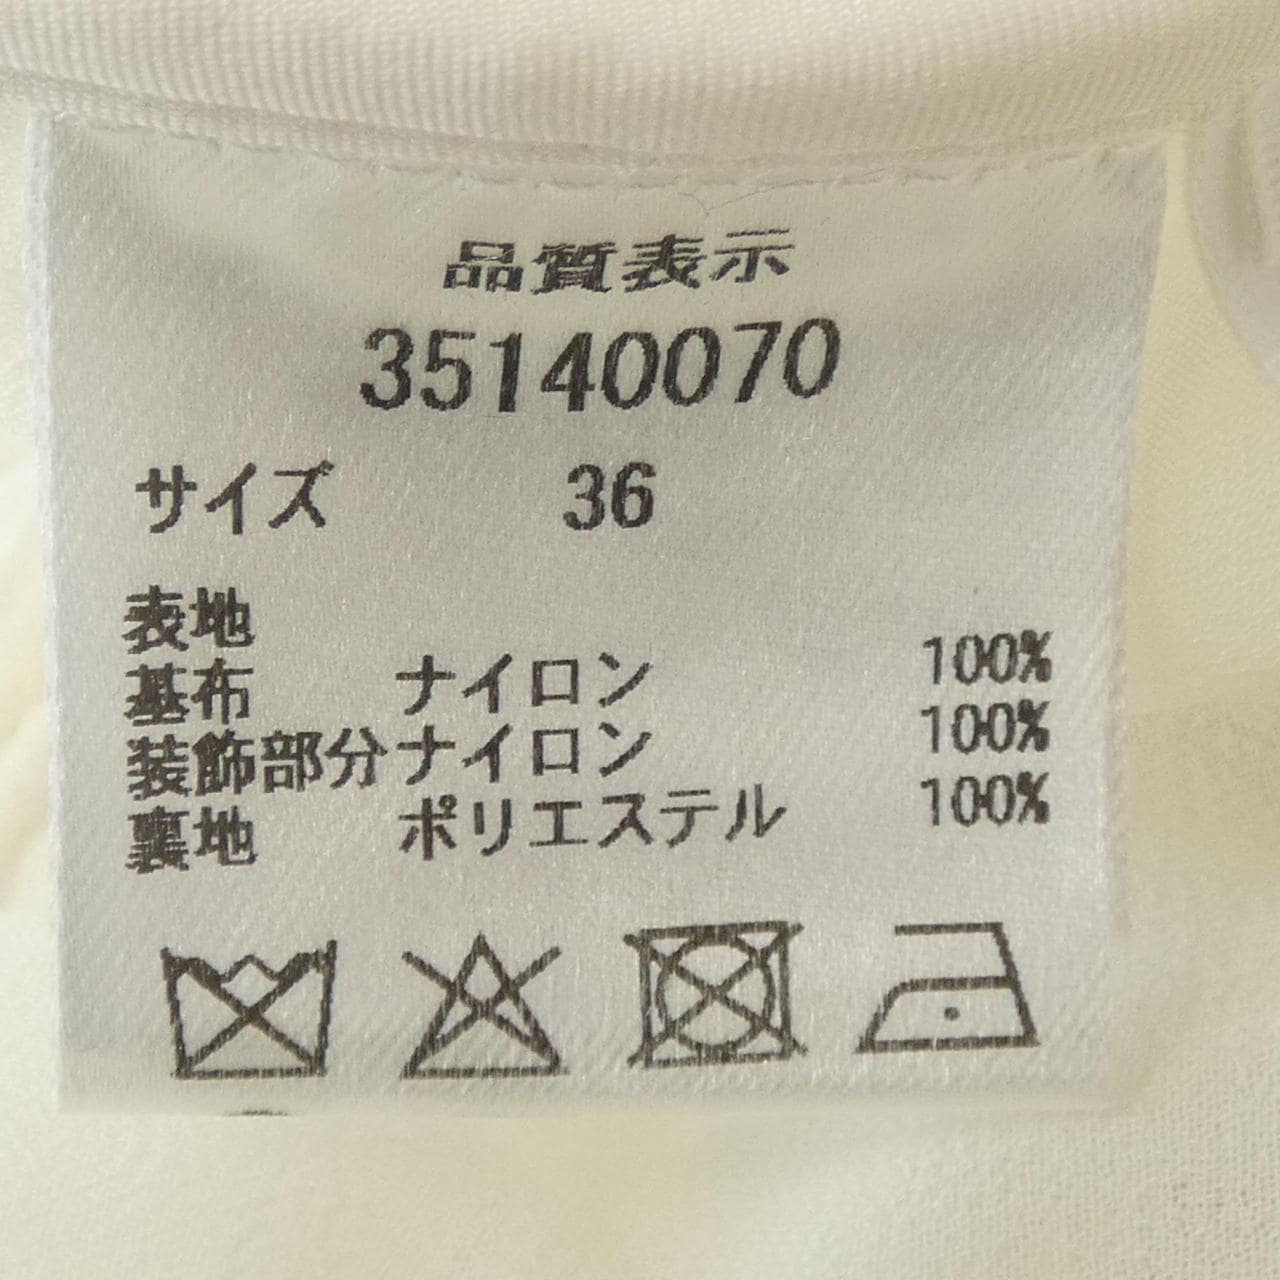 品質表示
35140070
サイズ 36
表地
基布 ナイロン 100%
装飾部分 ナイロン 100%
裏地 ポリエステル 100%